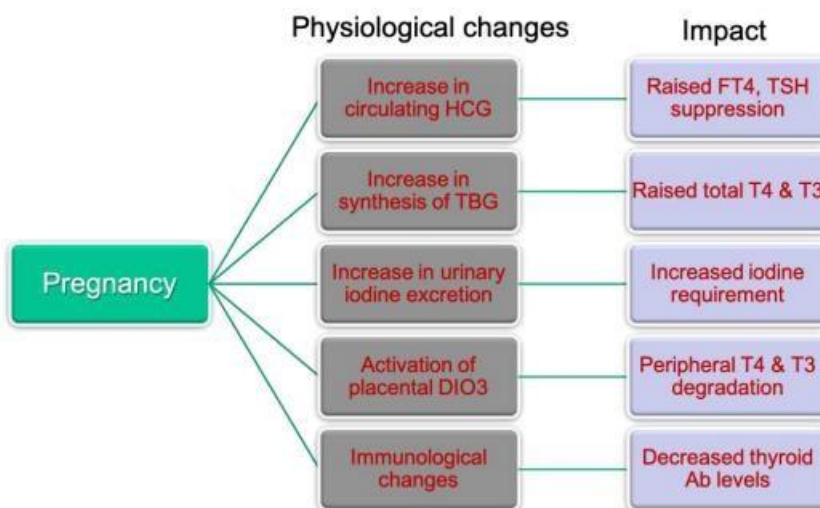 Physiological changes
Impact
Increase in
circulating HCG
Raised FT4, TSH
suppression
Increase in
synthesis of TBG
Raised total T4 & T3
Pregnancy
Increase in urinary
iodine excretion
Increased iodine
requirement
Activation of
placental DIO3
Peripheral T4 & T3
degradation
Immunological
changes
Decreased thyroid
Ab levels